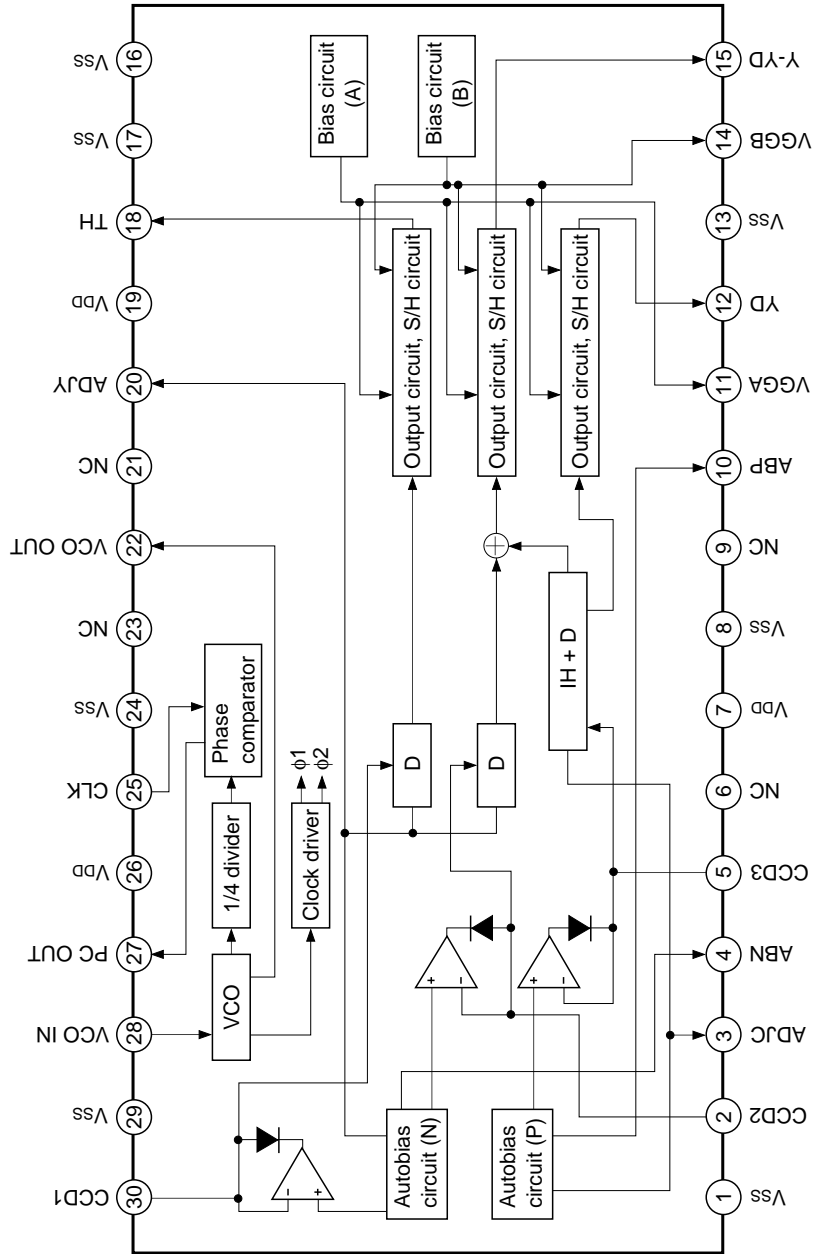 CCD1
VSS
VCO IN
PC OUT
VDD
CLK
VSS
NC
VCO OUT
NC
ADJY
VDD
TH
VSS
VSS
30
29
28
27
26
25
24
23
22
21
20
19
18
17
16
VCO
1/4 divider
Phase
comparator
Clock driver
ϕ1
ϕ2
Bias circuit
(A)
Bias circuit
(B)
–
+
Autobias
circuit (N)
+
–
D
Output circuit, S/H circuit
D
Output circuit, S/H circuit
Autobias
circuit (P)
+
–
IH + D
Output circuit, S/H circuit
1
2
3
4
5
6
7
8
9
10
11
12
13
14
15
VSS
CCD2
ADJC
ABN
CCD3
NC
VDD
VSS
NC
ABP
VGGA
YD
VSS
VGGB
Y-YD